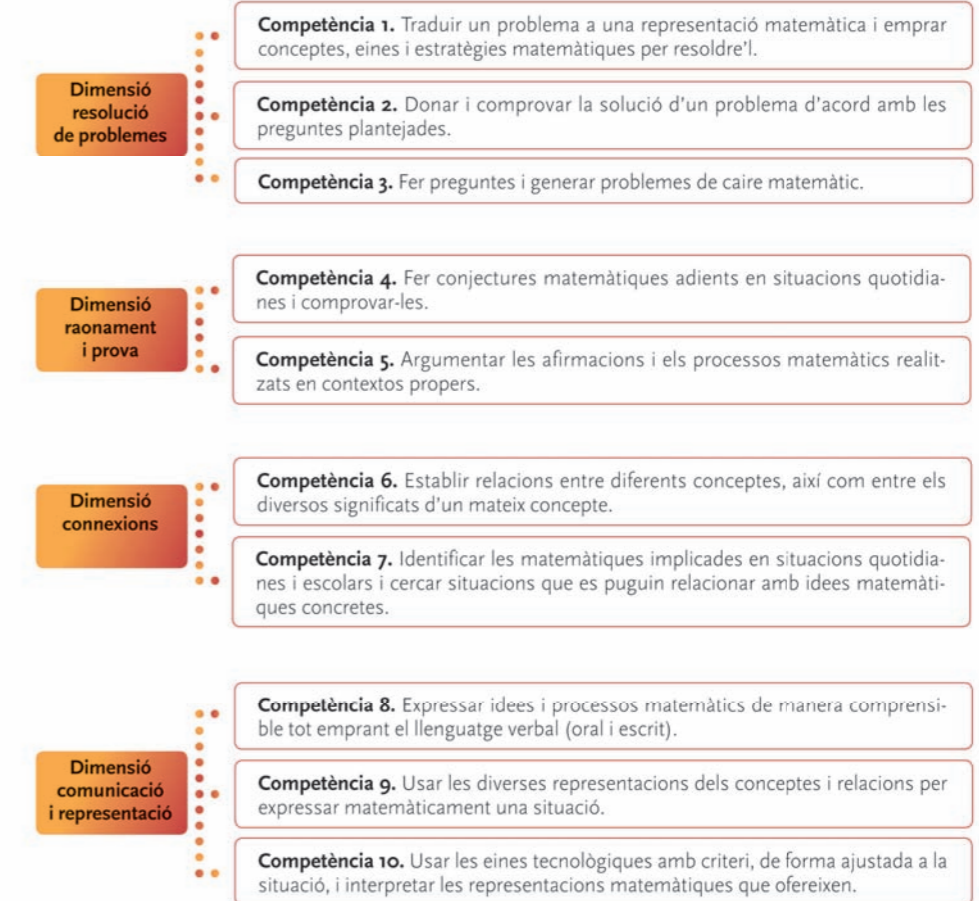 Dimensió
resolució
de problemes
Competència 1. Traduir un problema a una representació matemàtica i emprar
conceptes, eines i estratègies matemàtiques per resoldre’l.
Competència 2. Donar i comprovar la solució d’un problema d’acord amb les
preguntes plantejades.
Competència 3. Fer preguntes i generar problemes de caire matemàtic.
Dimensió
raonament
i prova
Competència 4. Fer conjectures matemàtiques adients en situacions quotidia-
nes i comprovar-les.
Competència 5. Argumentar les afirmacions i els processos matemàtics realit-
zats en contextos propers.
Dimensió
connexions
Competència 6. Establir relacions entre diferents conceptes, així com entre els
diversos significats d’un mateix concepte.
Competència 7. Identificar les matemàtiques implicades en situacions quotidia-
nes i escolars i cercar situacions que es puguin relacionar amb idees matemàti-
ques concretes.
Dimensió
comunicació
i representació
Competència 8. Expressar idees i processos matemàtics de manera comprensi-
ble tot emprant el llenguatge verbal (oral i escrit).
Competència 9. Usar les diverses representacions dels conceptes i relacions per
expressar matemàticament una situació.
Competència 10. Usar les eines tecnològiques amb criteri, de forma ajustada a la
situació, i interpretar les representacions matemàtiques que ofereixen.